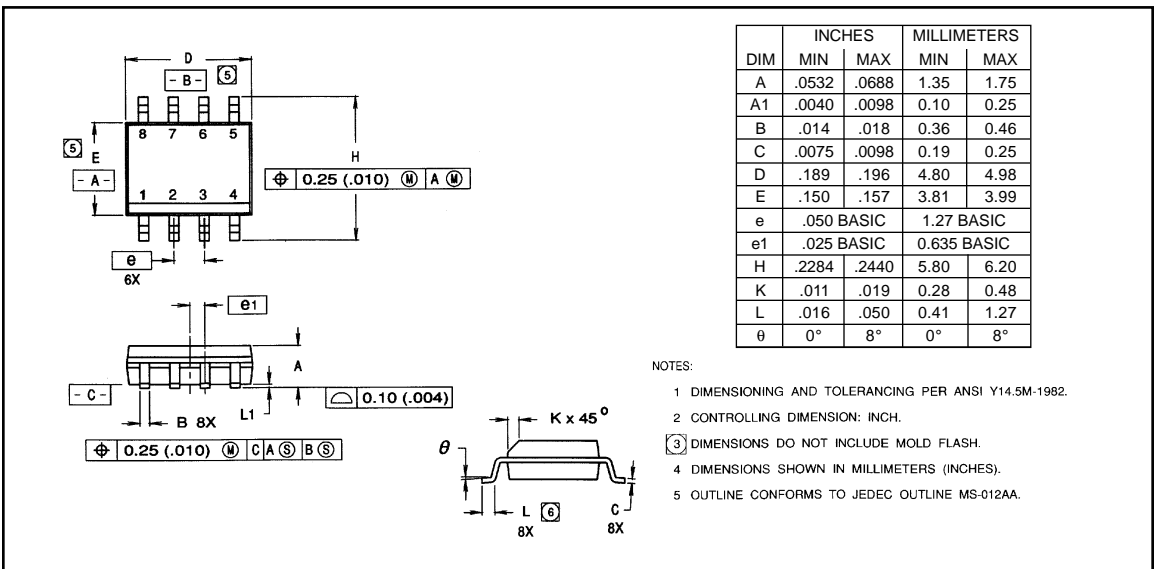 D
- B - 5
8 7 6 5
5 E
- A -
H
⌖ 0.25 (.010) Ⓜ A Ⓜ
1 2 3 4
e
6X
e1
A
- C -
L1
⌓ 0.10 (.004)
B 8X
⌖ 0.25 (.010) Ⓜ C A Ⓢ B Ⓢ
K x 45°
θ
L 6
8X
C
8X
INCHES MILLIMETERS
DIM MIN MAX MIN MAX
A .0532 .0688 1.35 1.75
A1 .0040 .0098 0.10 0.25
B .014 .018 0.36 0.46
C .0075 .0098 0.19 0.25
D .189 .196 4.80 4.98
E .150 .157 3.81 3.99
e .050 BASIC 1.27 BASIC
e1 .025 BASIC 0.635 BASIC
H .2284 .2440 5.80 6.20
K .011 .019 0.28 0.48
L .016 .050 0.41 1.27
θ 0° 8° 0° 8°
NOTES:
1 DIMENSIONING AND TOLERANCING PER ANSI Y14.5M-1982.
2 CONTROLLING DIMENSION: INCH.
3 DIMENSIONS DO NOT INCLUDE MOLD FLASH.
4 DIMENSIONS SHOWN IN MILLIMETERS (INCHES).
5 OUTLINE CONFORMS TO JEDEC OUTLINE MS-012AA.